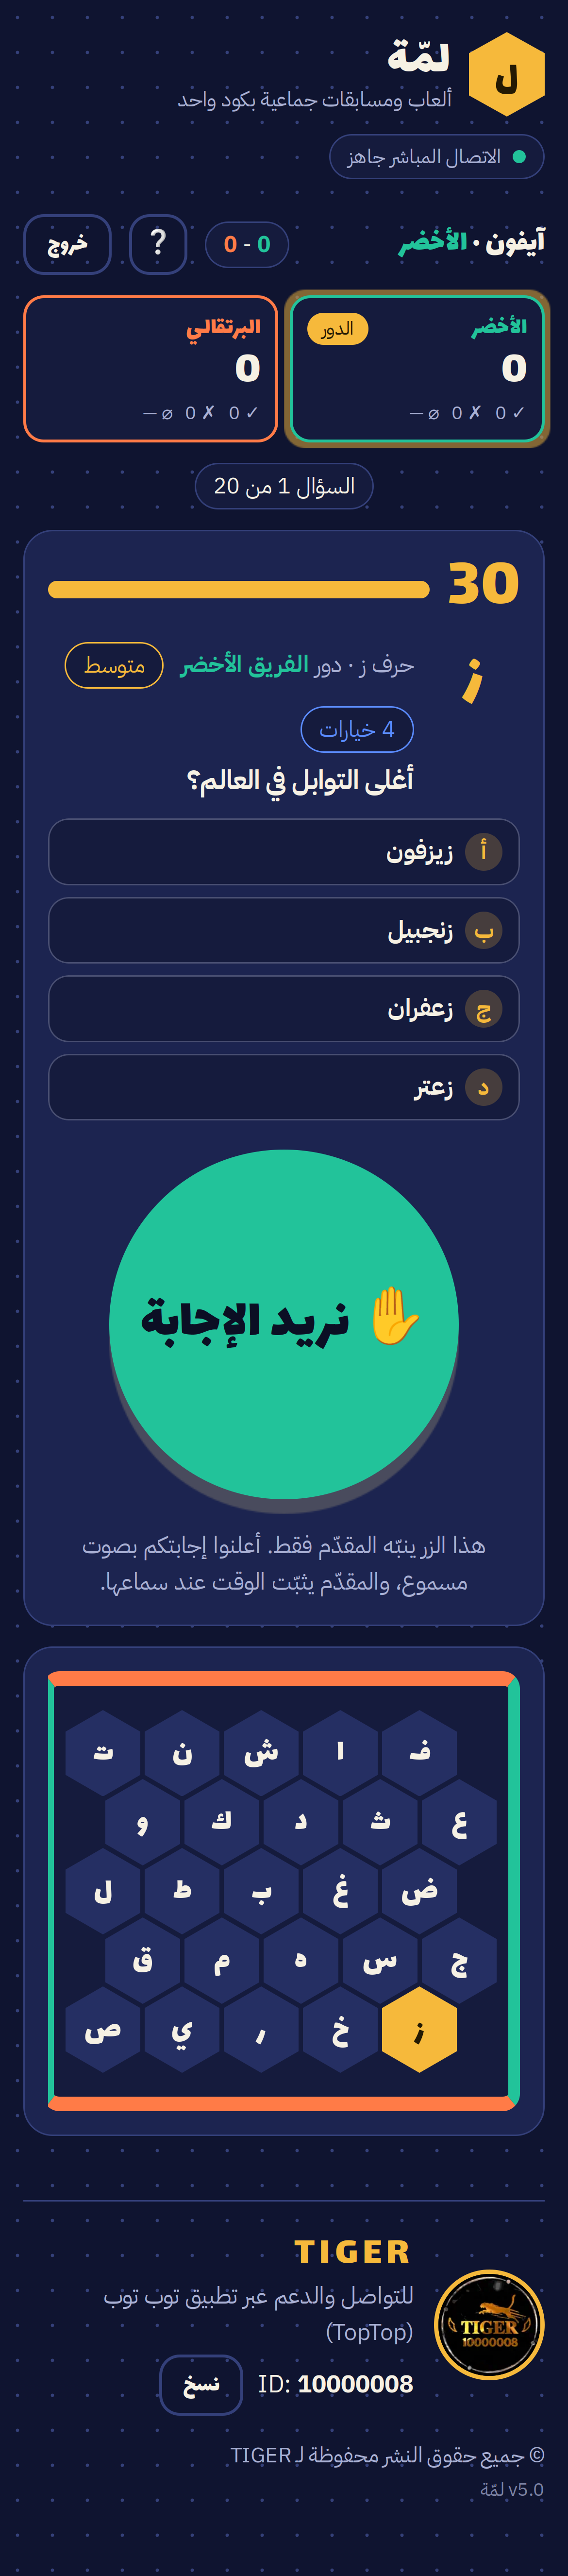 ل
لمّة
ألعاب ومسابقات جماعية بكود واحد
الاتصال المباشر جاهز
آيفون · الأخضر
0 - 0
❔
خروج
الأخضر
الدور
0
✓ 0 ✗ 0 ⌀ —
البرتقالي
0
✓ 0 ✗ 0 ⌀ —
السؤال 1 من 20
30
ز
حرف ز · دور الفريق الأخضر
متوسط
4 خيارات
أغلى التوابل في العالم؟
أ زيزفون
ب زنجبيل
ج زعفران
د زعتر
✋ نريد الإجابة
هذا الزر ينبّه المقدّم فقط. أعلنوا إجابتكم بصوت
مسموع، والمقدّم يثبّت الوقت عند سماعها.
ف ا ش ن ت
ع ث د ك و
ض غ ب ط ل
ج س ه م ق
ز خ ر ي ص
TIGER
10000008
TIGER
للتواصل والدعم عبر تطبيق توب توب
(TopTop)
ID: 10000008
نسخ
© جميع حقوق النشر محفوظة لـ TIGER
لمّة v5.0